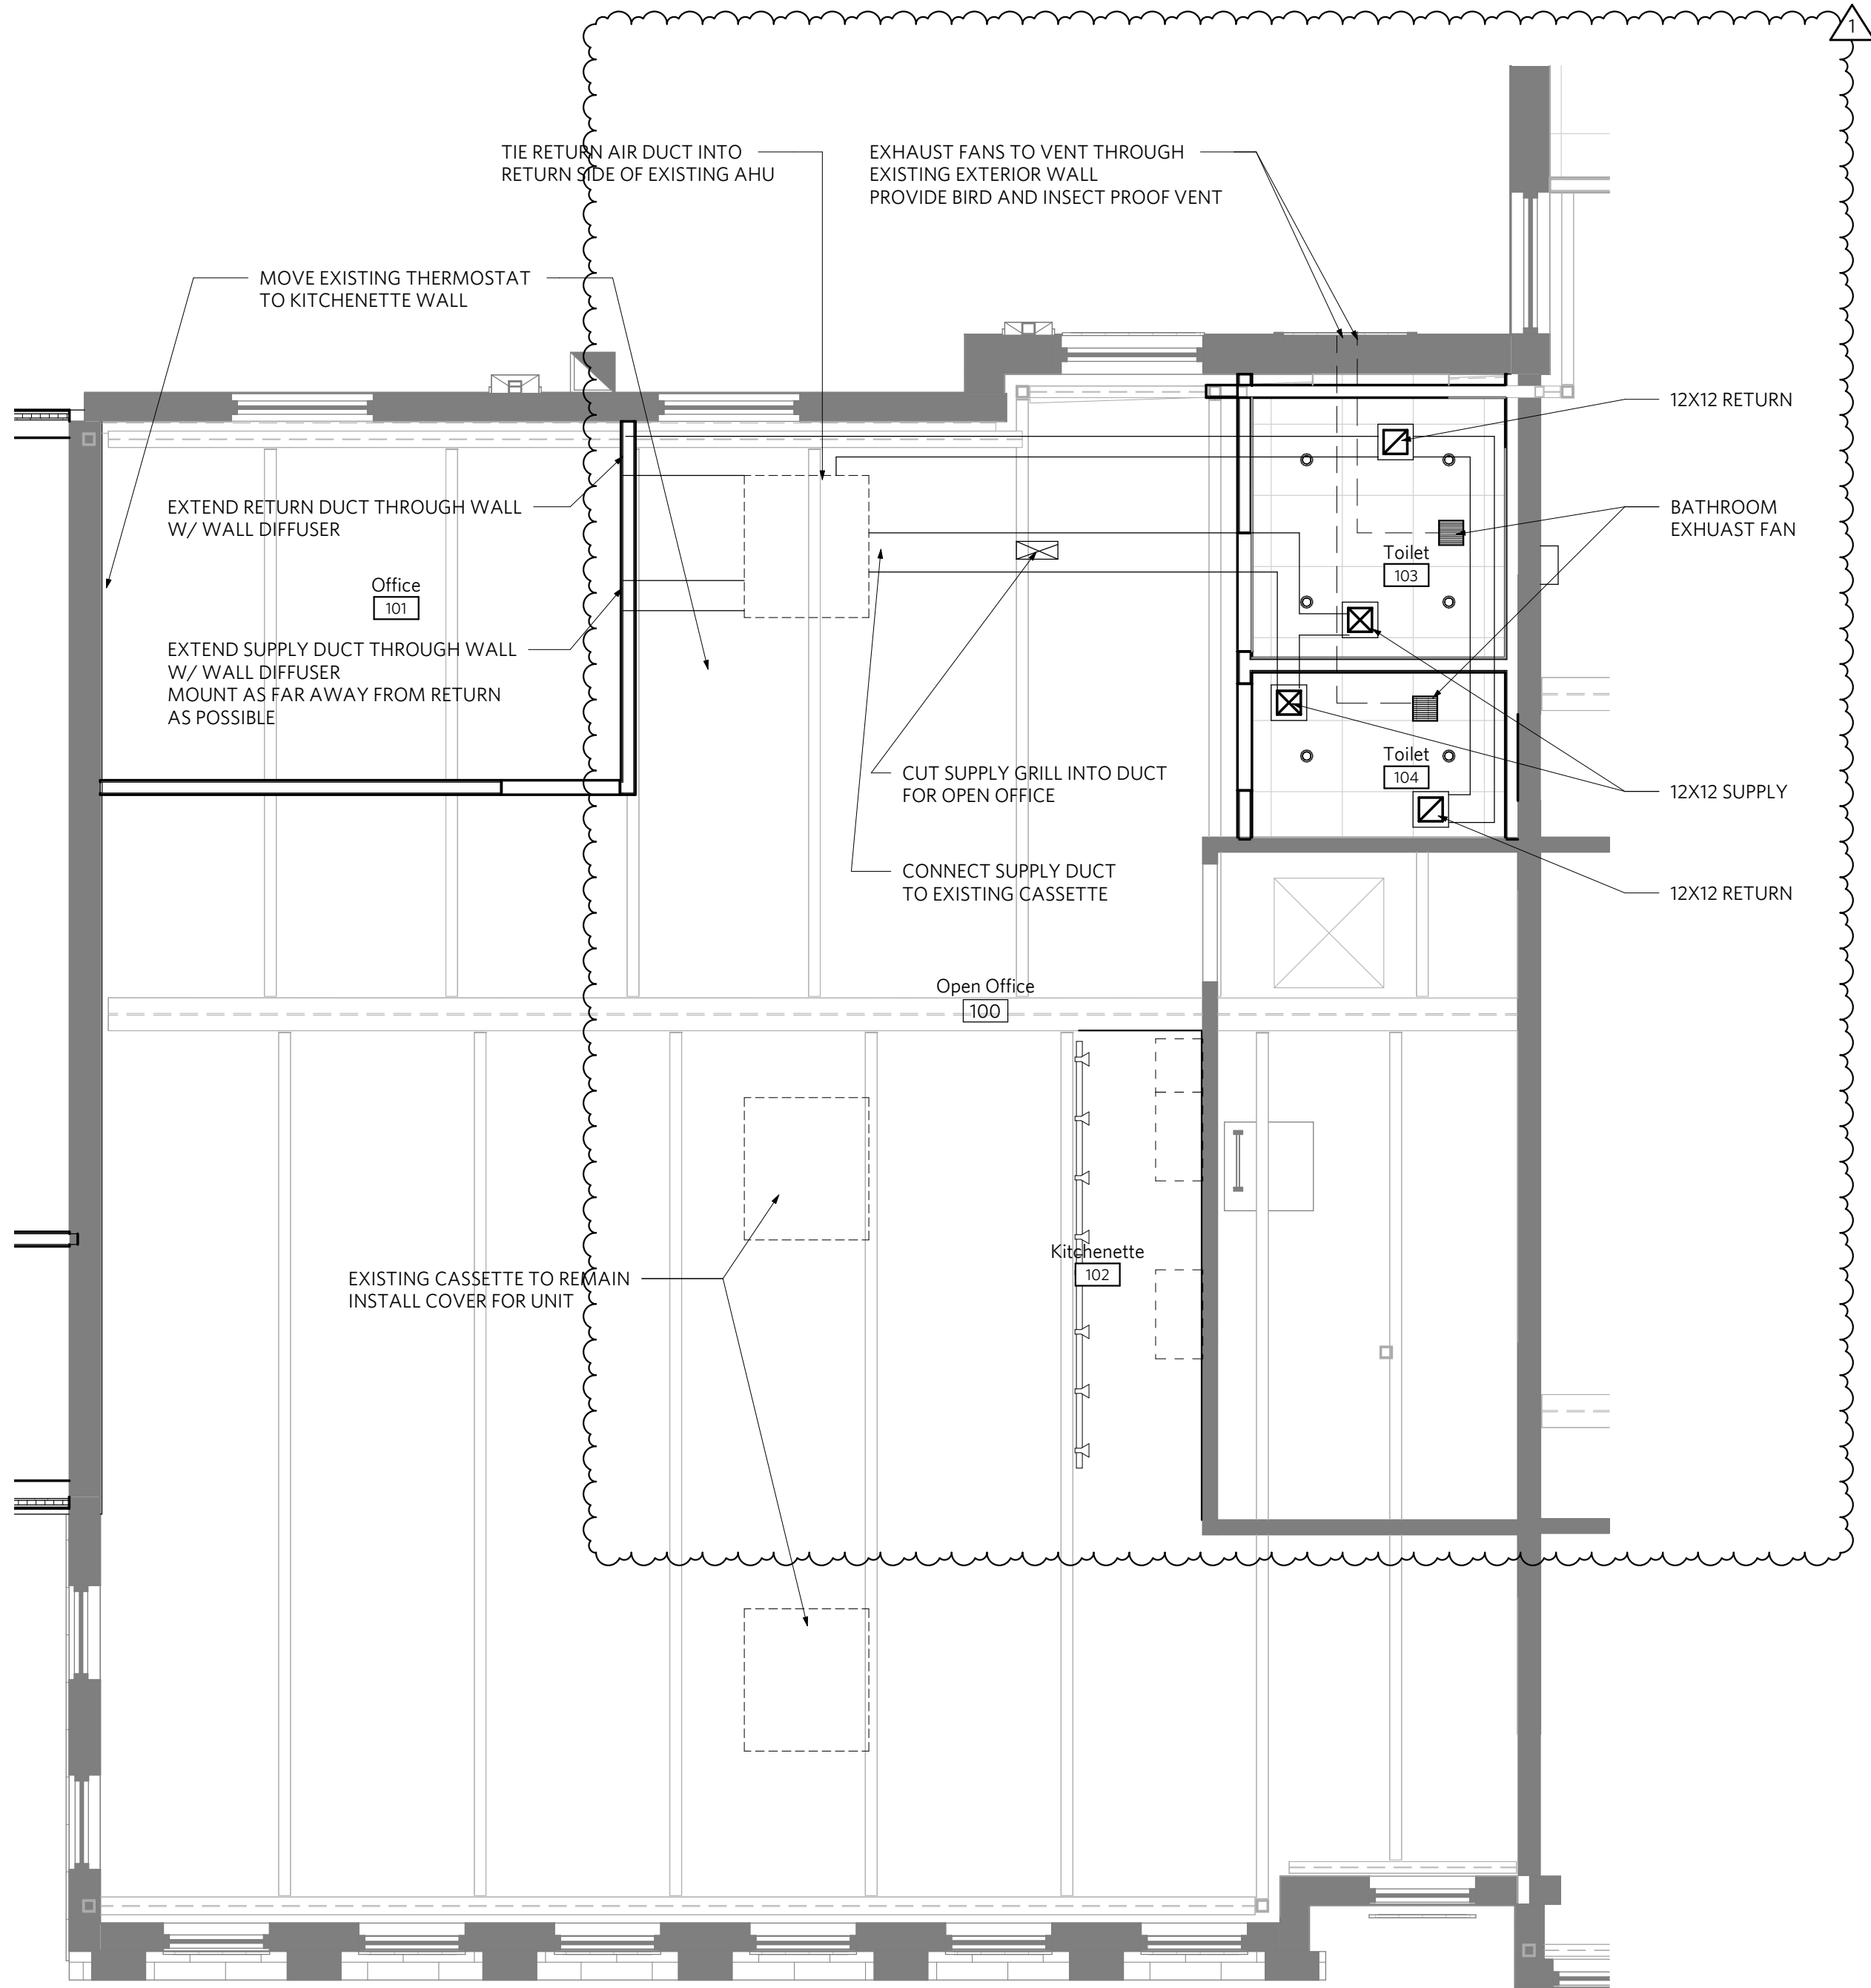 1
TIE RETURN AIR DUCT INTO
RETURN SIDE OF EXISTING AHU
EXHAUST FANS TO VENT THROUGH
EXISTING EXTERIOR WALL
PROVIDE BIRD AND INSECT PROOF VENT
MOVE EXISTING THERMOSTAT
TO KITCHENETTE WALL
12X12 RETURN
EXTEND RETURN DUCT THROUGH WALL
W/ WALL DIFFUSER
BATHROOM
EXHUAST FAN
Toilet
103
Office
101
EXTEND SUPPLY DUCT THROUGH WALL
W/ WALL DIFFUSER
MOUNT AS FAR AWAY FROM RETURN
AS POSSIBLE
Toilet
104
CUT SUPPLY GRILL INTO DUCT
FOR OPEN OFFICE
12X12 SUPPLY
CONNECT SUPPLY DUCT
TO EXISTING CASSETTE
12X12 RETURN
Open Office
100
Kitchenette
102
EXISTING CASSETTE TO REMAIN
INSTALL COVER FOR UNIT